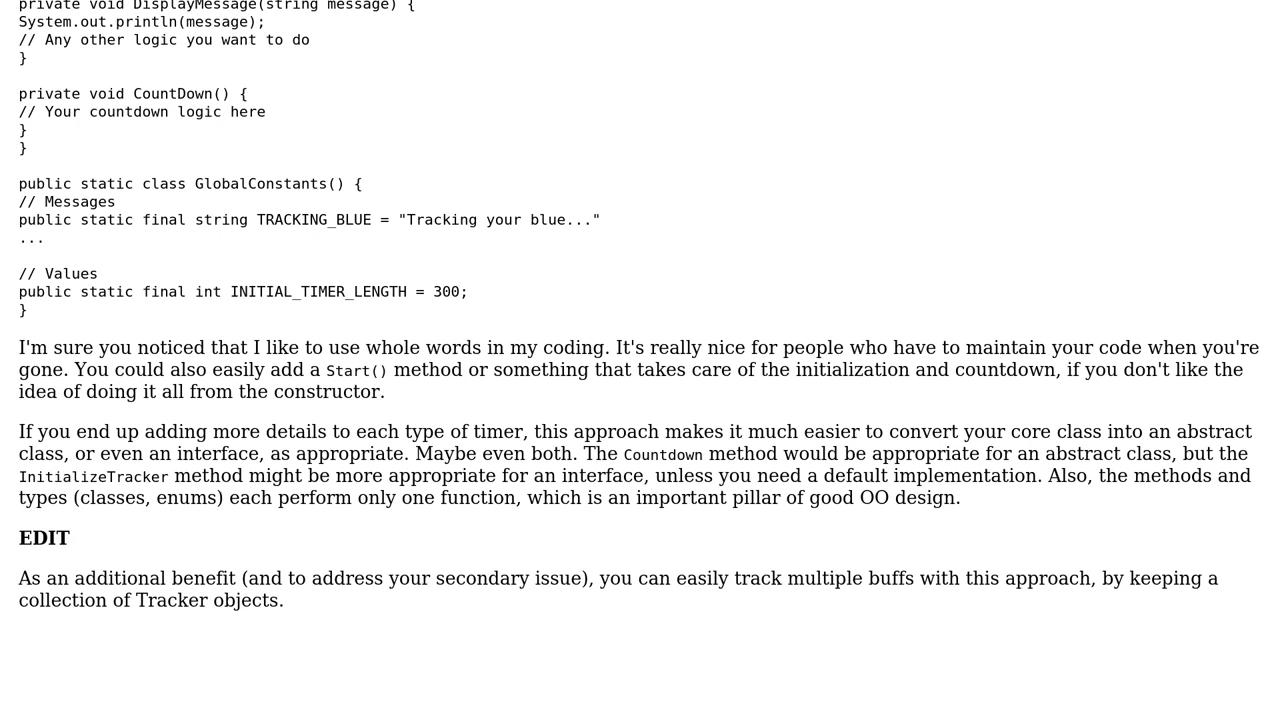 private void DisplayMessage(string message) {
System.out.println(message);
// Any other logic you want to do
}
private void CountDown() {
// Your countdown logic here
}
}
public static class GlobalConstants() {
// Messages
public static final string TRACKING_BLUE = "Tracking your blue..."
...
// Values
public static final int INITIAL_TIMER_LENGTH = 300;
}
I'm sure you noticed that I like to use whole words in my coding. It's really nice for people who have to maintain your code when you're
gone. You could also easily add a Start() method or something that takes care of the initialization and countdown, if you don't like the
idea of doing it all from the constructor.
If you end up adding more details to each type of timer, this approach makes it much easier to convert your core class into an abstract
class, or even an interface, as appropriate. Maybe even both. The Countdown method would be appropriate for an abstract class, but the
InitializeTracker method might be more appropriate for an interface, unless you need a default implementation. Also, the methods and
types (classes, enums) each perform only one function, which is an important pillar of good OO design.
EDIT
As an additional benefit (and to address your secondary issue), you can easily track multiple buffs with this approach, by keeping a
collection of Tracker objects.